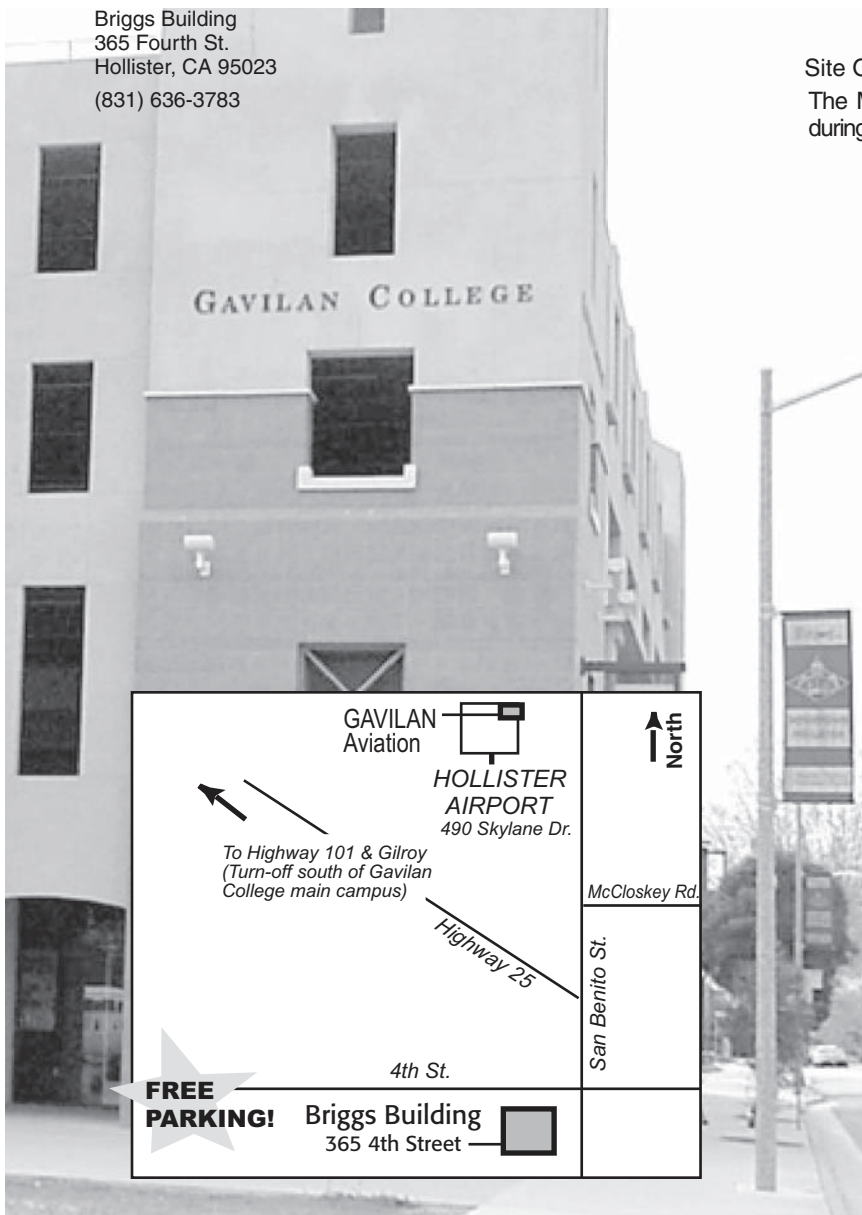 Briggs Building
365 Fourth St.
Hollister, CA 95023
(831) 636-3783
Site
The
during
GAVILAN COLLEGE
GAVILAN
Aviation
North
HOLLISTER
AIRPORT
490 Skylane Dr.
To Highway 101 & Gilroy
(Turn-off south of Gavilan
College main campus)
McCloskey Rd.
Highway 25
San Benito St.
4th St.
FREE
PARKING!
Briggs Building
365 4th Street